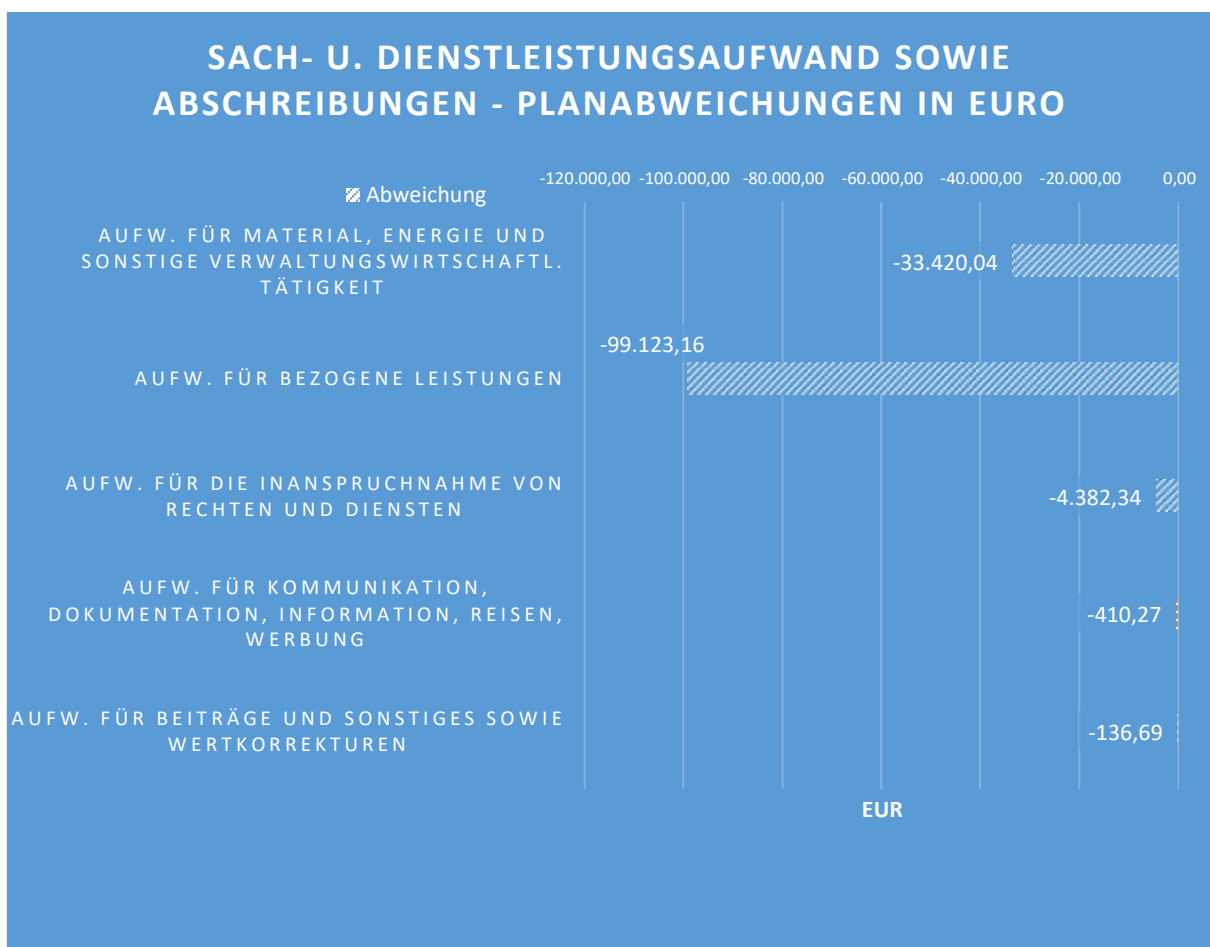 SACH- U. DIENSTLEISTUNGSAUFWAND SOWIE
ABSCHREIBUNGEN - PLANABWEICHUNGEN IN EURO
-120.000,00 -100.000,00 -80.000,00 -60.000,00 -40.000,00 -20.000,00 0,00
Abweichung
AUFW. FÜR MATERIAL, ENERGIE UND
SONSTIGE VERWALTUNGSWIRTSCHAFTL.
TÄTIGKEIT
-33.420,04
-99.123,16
AUFW. FÜR BEZOGENE LEISTUNGEN
AUFW. FÜR DIE INANSPRUCHNAHME VON
RECHTEN UND DIENSTEN
-4.382,34
AUFW. FÜR KOMMUNIKATION,
DOKUMENTATION, INFORMATION, REISEN,
WERBUNG
-410,27
AUFW. FÜR BEITRÄGE UND SONSTIGES SOWIE
WERTKORREKTUREN
-136,69
EUR